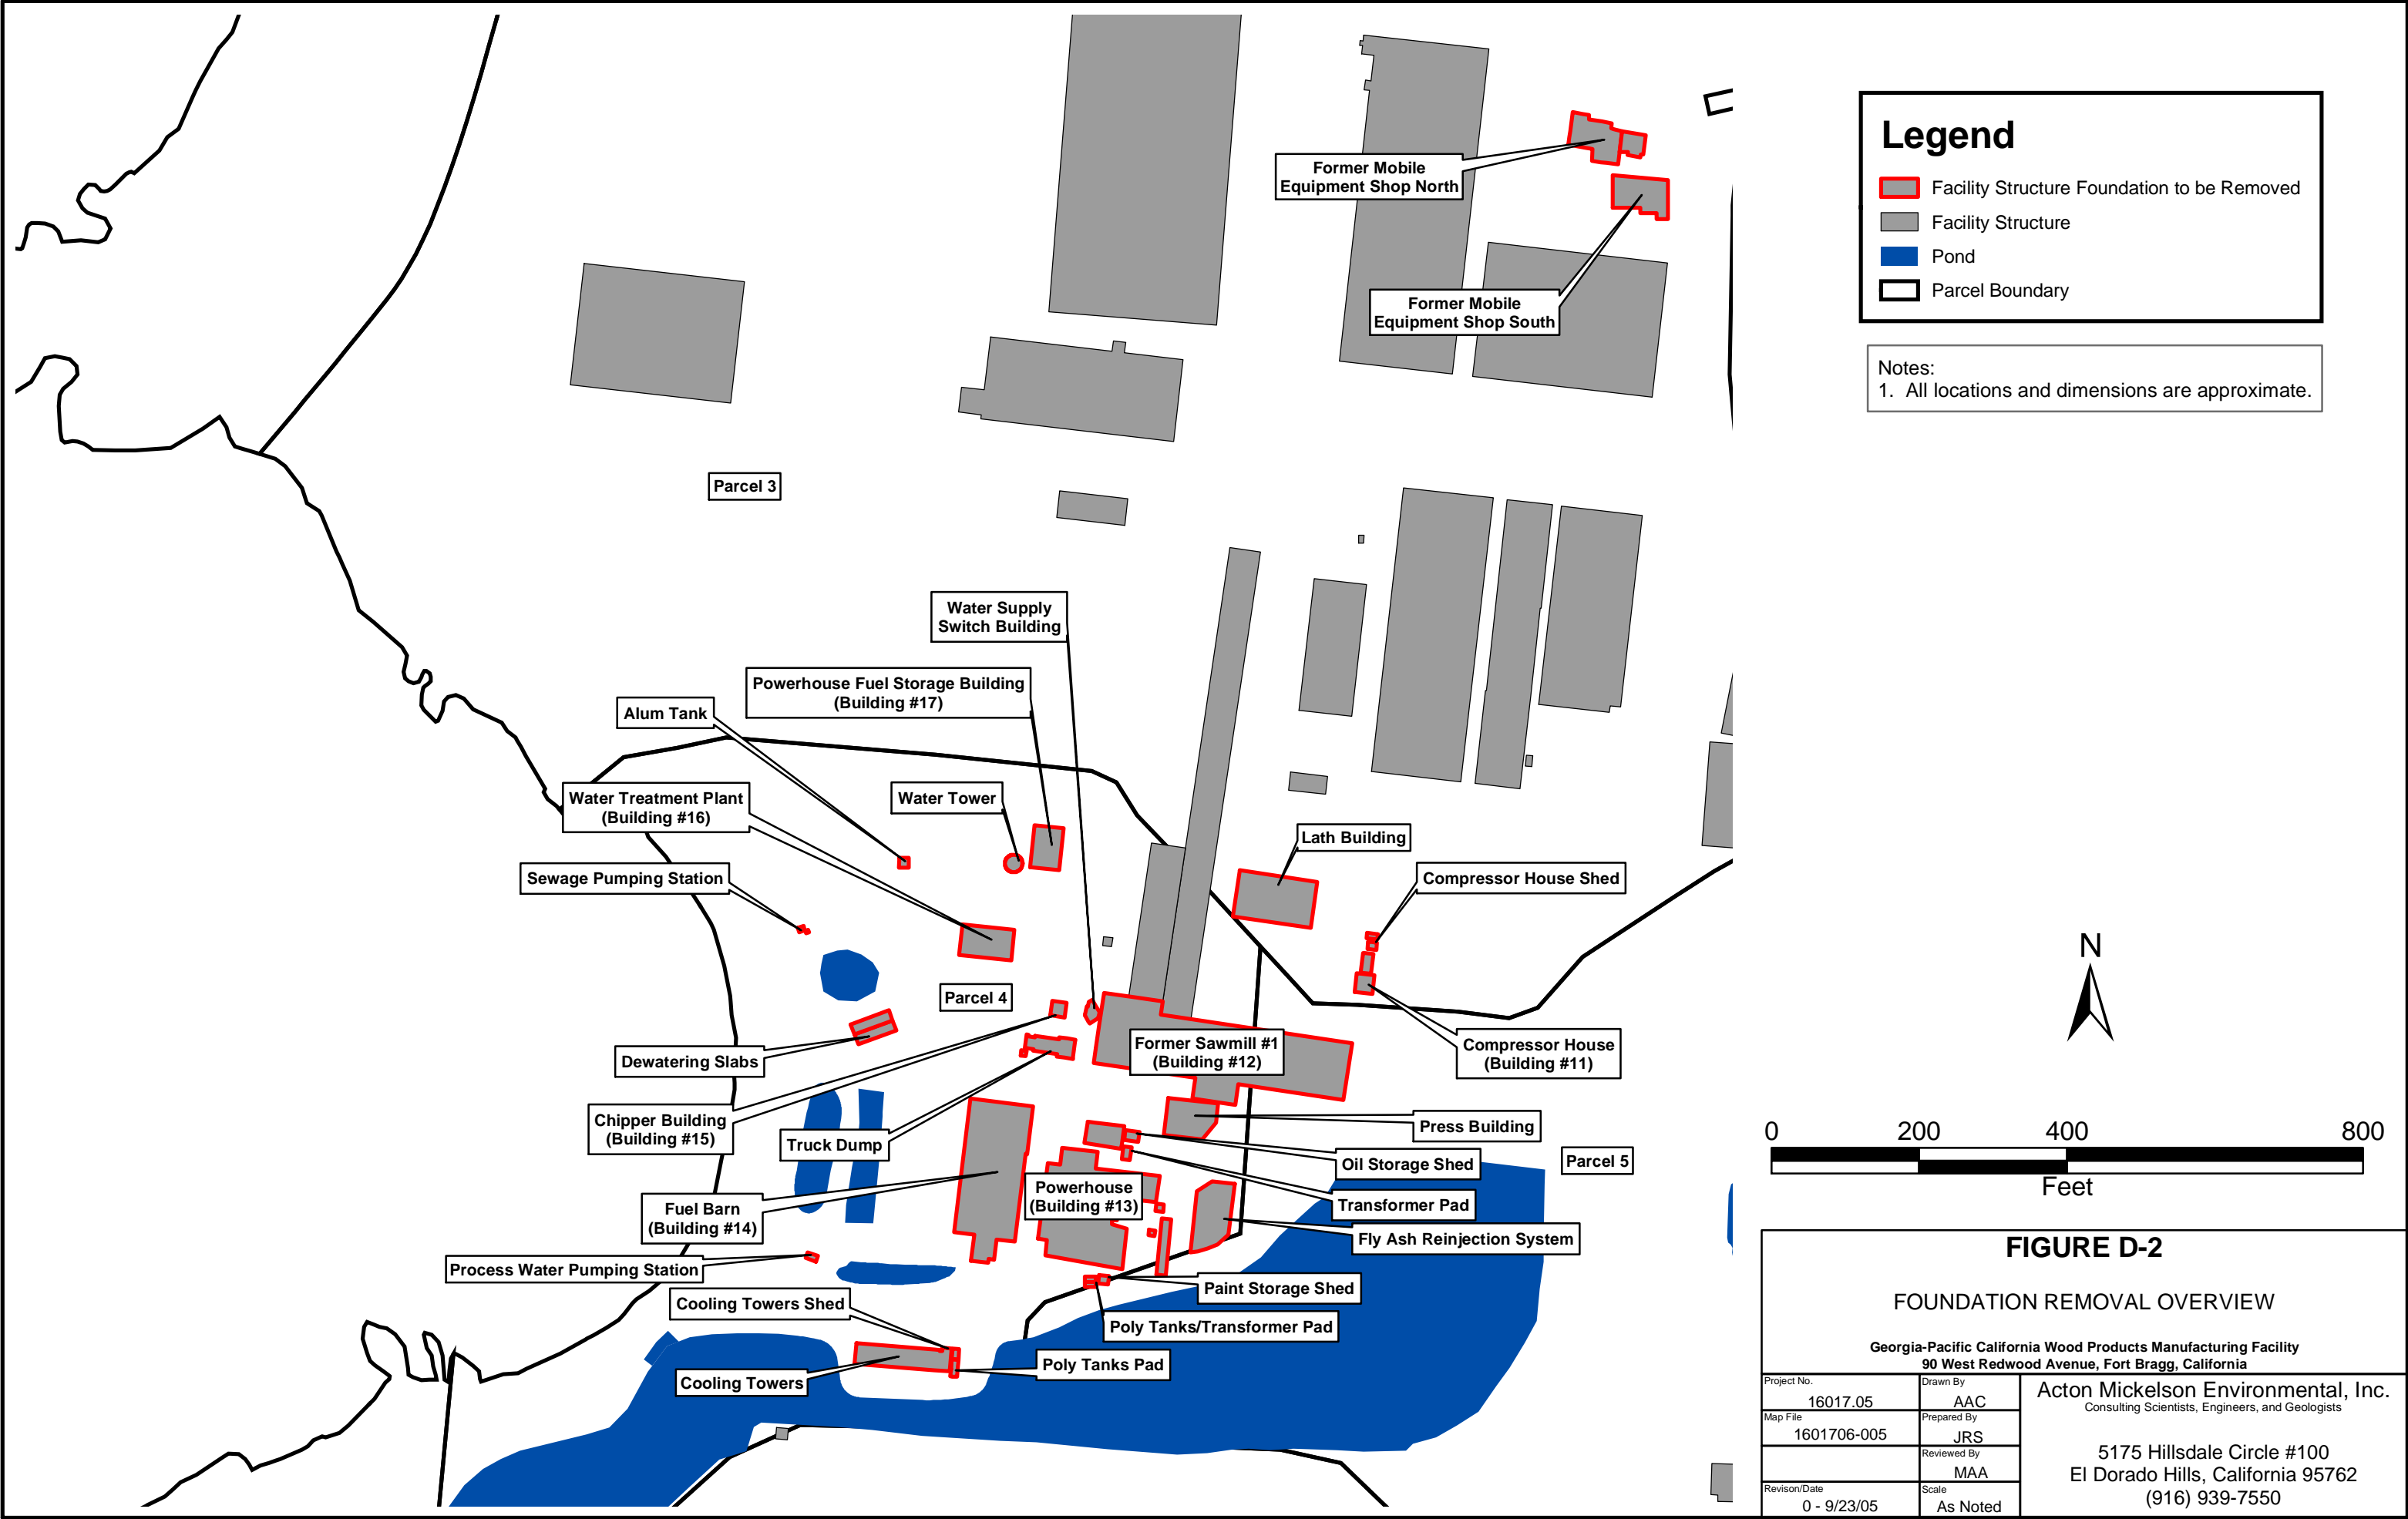 Former Mobile
Equipment Shop North
Former Mobile
Equipment Shop South
Parcel 3
Water Supply
Switch Building
Powerhouse Fuel Storage Building
(Building #17)
Alum Tank
Water Treatment Plant
(Building #16)
Water Tower
Lath Building
Sewage Pumping Station
Compressor House Shed
Parcel 4
Dewatering Slabs
Former Sawmill #1
(Building #12)
Compressor House
(Building #11)
Chipper Building
(Building #15)
Truck Dump
Press Building
Oil Storage Shed
Parcel 5
Fuel Barn
(Building #14)
Powerhouse
(Building #13)
Transformer Pad
Fly Ash Reinjection System
Process Water Pumping Station
Paint Storage Shed
Cooling Towers Shed
Poly Tanks/Transformer Pad
Poly Tanks Pad
Cooling Towers
Legend
Facility Structure Foundation to be Removed
Facility Structure
Pond
Parcel Boundary
Notes:
1. All locations and dimensions are approximate.
N
0 200 400 800
Feet
FIGURE D-2
FOUNDATION REMOVAL OVERVIEW
Georgia-Pacific California Wood Products Manufacturing Facility
90 West Redwood Avenue, Fort Bragg, California
Project No.
16017.05
Drawn By
AAC
Map File
1601706-005
Prepared By
JRS
Reviewed By
MAA
Revison/Date
0 - 9/23/05
Scale
As Noted
Acton Mickelson Environmental, Inc.
Consulting Scientists, Engineers, and Geologists
5175 Hillsdale Circle #100
El Dorado Hills, California 95762
(916) 939-7550